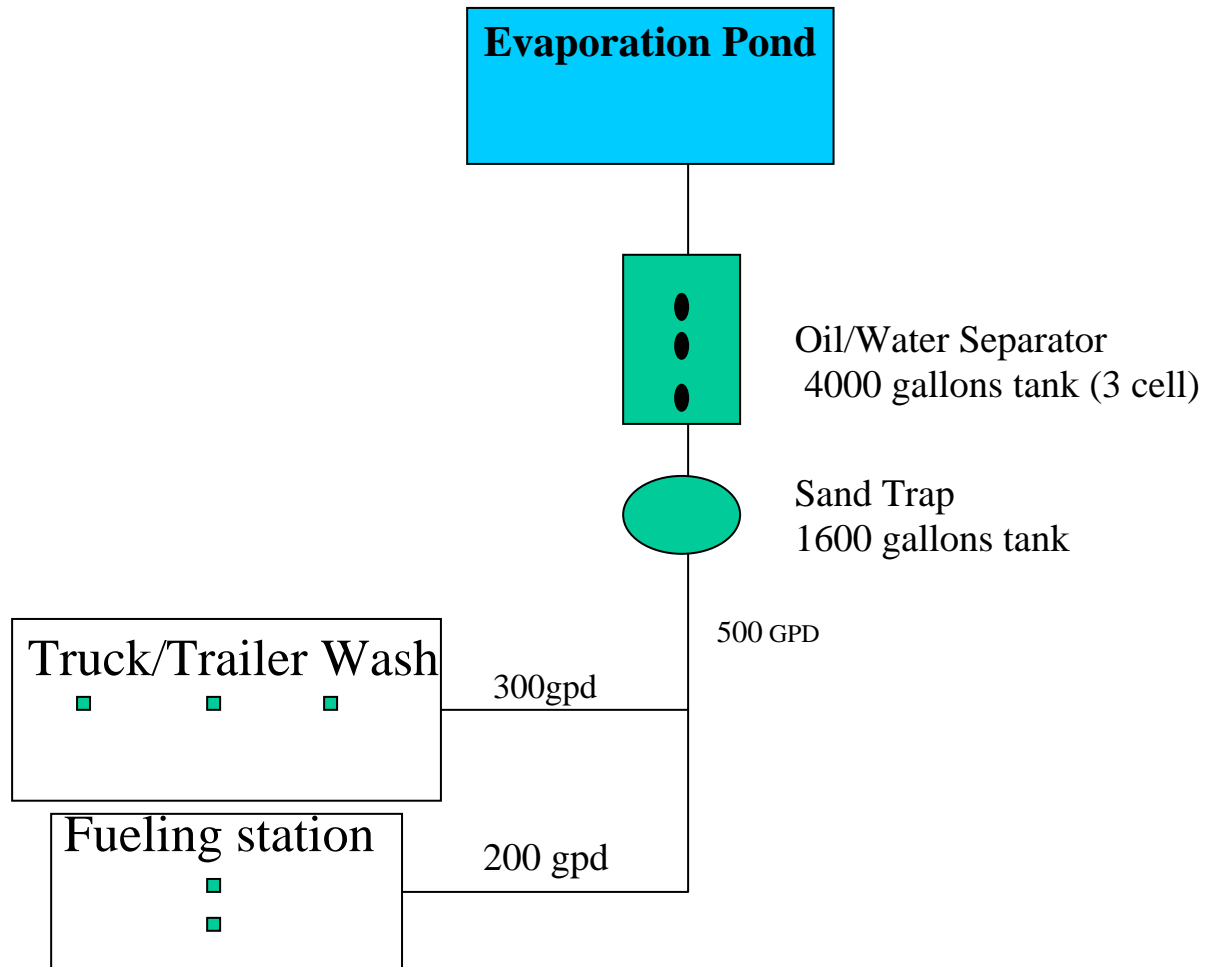 Evaporation Pond
Oil/Water Separator
4000 gallons tank (3 cell)
Sand Trap
1600 gallons tank
500 GPD
Truck/Trailer Wash
300gpd
Fueling station
200 gpd